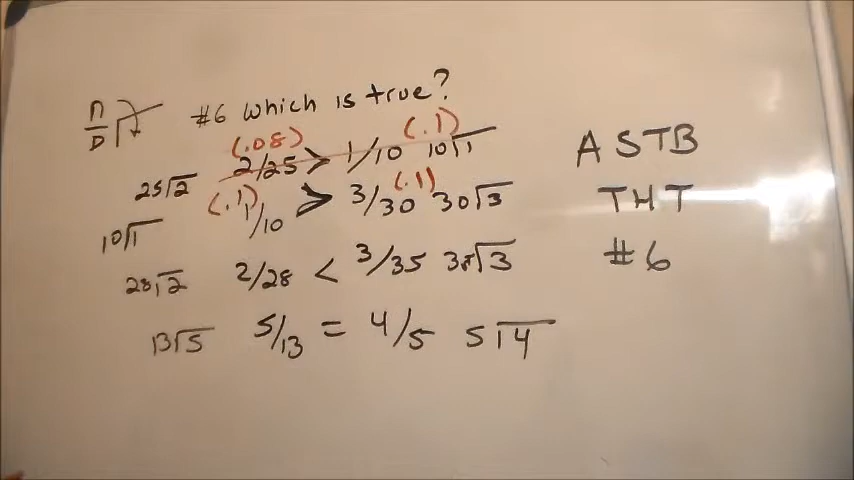 n/D #6 which is true?
(.08) (.1)
25√2 2/25 > 1/10 10√1
(.1) (.1)
10√1 1/10 > 3/30 30√3
28√2 2/28 < 3/35 35√3
13√5 5/13 = 4/5 5√4
ASTB
THT
#6